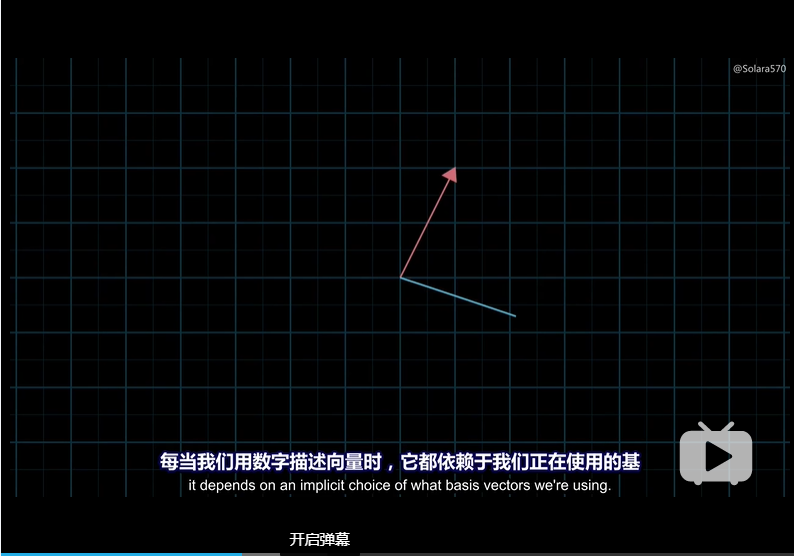 @Solara570
每当我们用数字描述向量时，它都依赖于我们正在使用的基
it depends on an implicit choice of what basis vectors we're using.
开启弹幕